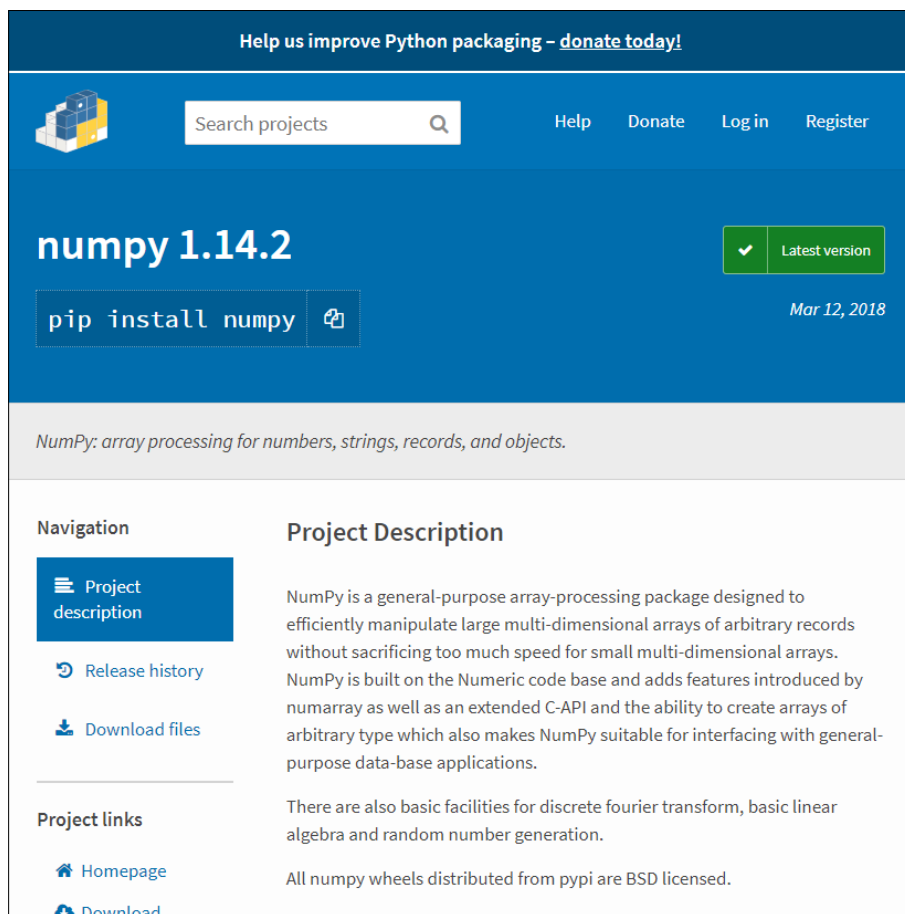 Help us improve Python packaging – donate today!
Search projects
Help Donate Log in Register
numpy 1.14.2
Latest version
pip install numpy
Mar 12, 2018
NumPy: array processing for numbers, strings, records, and objects.
Navigation
Project
description
Release history
Download files
Project links
Homepage
Download
Project Description
NumPy is a general-purpose array-processing package designed to
efficiently manipulate large multi-dimensional arrays of arbitrary records
without sacrificing too much speed for small multi-dimensional arrays.
NumPy is built on the Numeric code base and adds features introduced by
numarray as well as an extended C-API and the ability to create arrays of
arbitrary type which also makes NumPy suitable for interfacing with general-
purpose data-base applications.
There are also basic facilities for discrete fourier transform, basic linear
algebra and random number generation.
All numpy wheels distributed from pypi are BSD licensed.